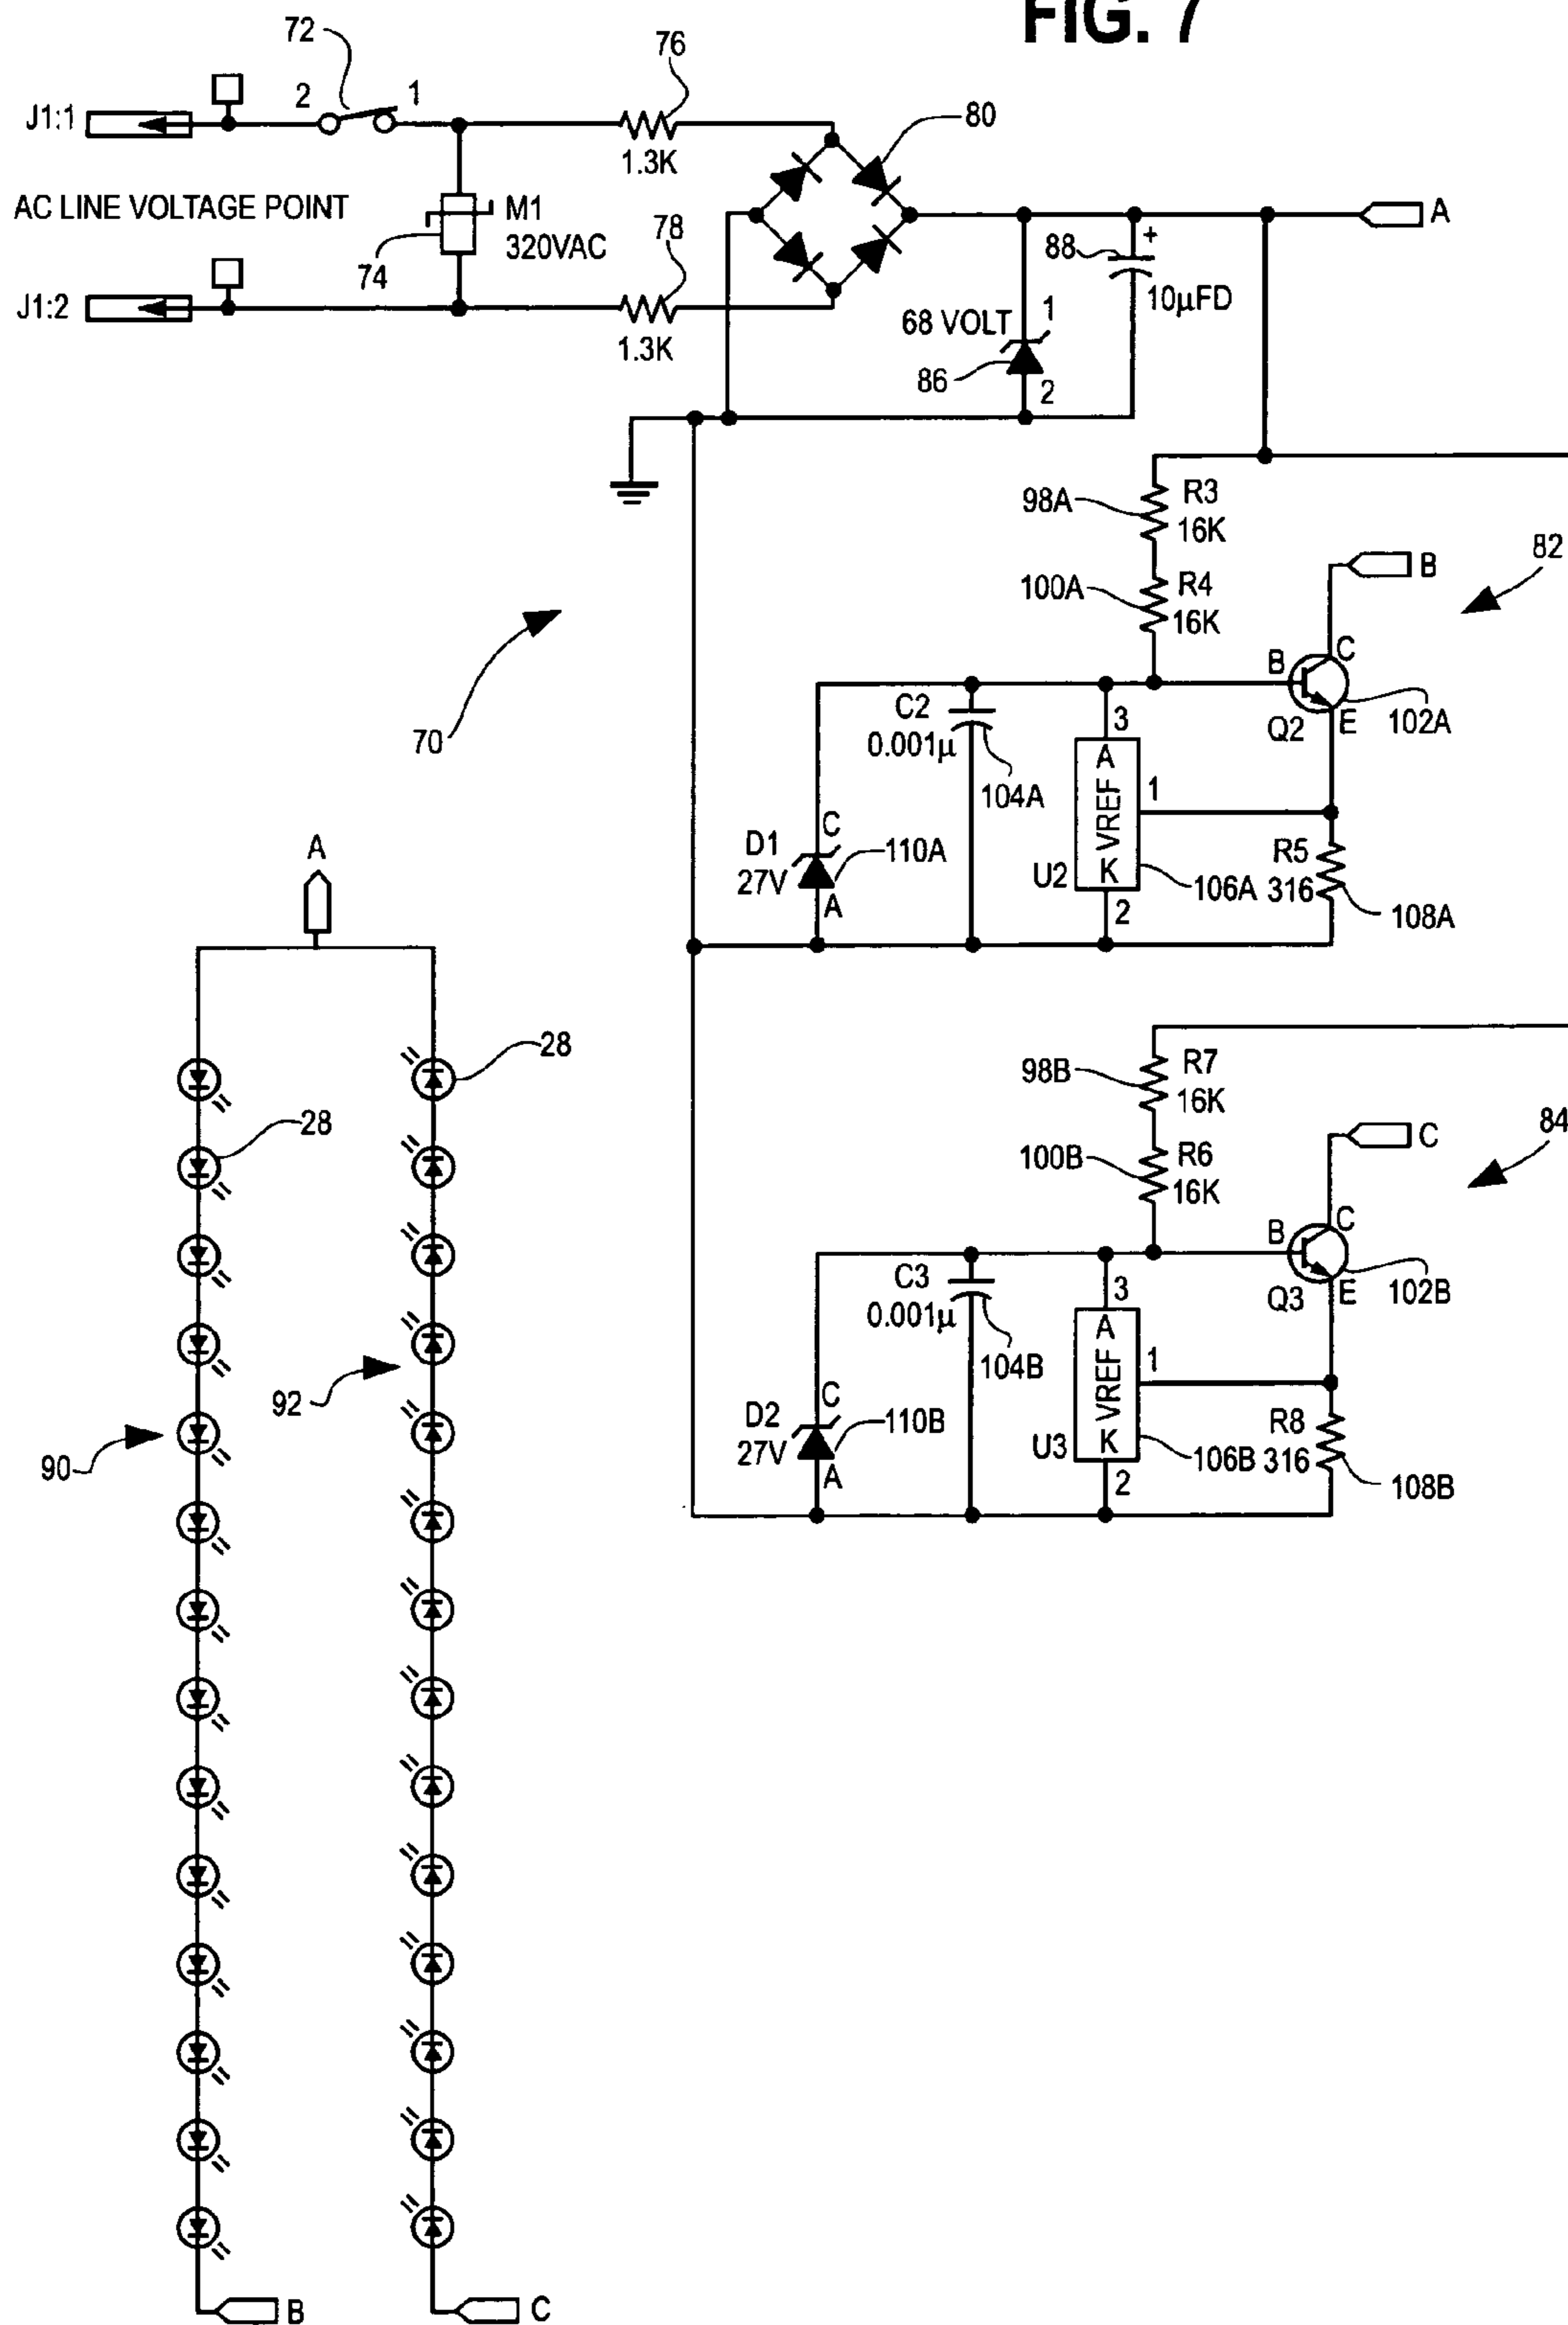 FIG. 7
72
76
J1:1
2
1
80
1.3K
AC LINE VOLTAGE POINT
M1
320VAC
74
78
88
+
A
10µFD
J1:2
1.3K
68 VOLT
1
86
2
98A
R3
16K
82
B
100A
R4
16K
70
C2
0.001µ
104A
3
A
VREF
K
1
2
B
C
E
Q2
102A
D1
27V
C
A
110A
U2
106A
R5
316
108A
A
28
28
98B
R7
16K
84
C
100B
R6
16K
C3
0.001µ
104B
3
A
VREF
K
1
2
B
C
E
Q3
102B
92
90
D2
27V
C
A
110B
U3
106B
R8
316
108B
B
C